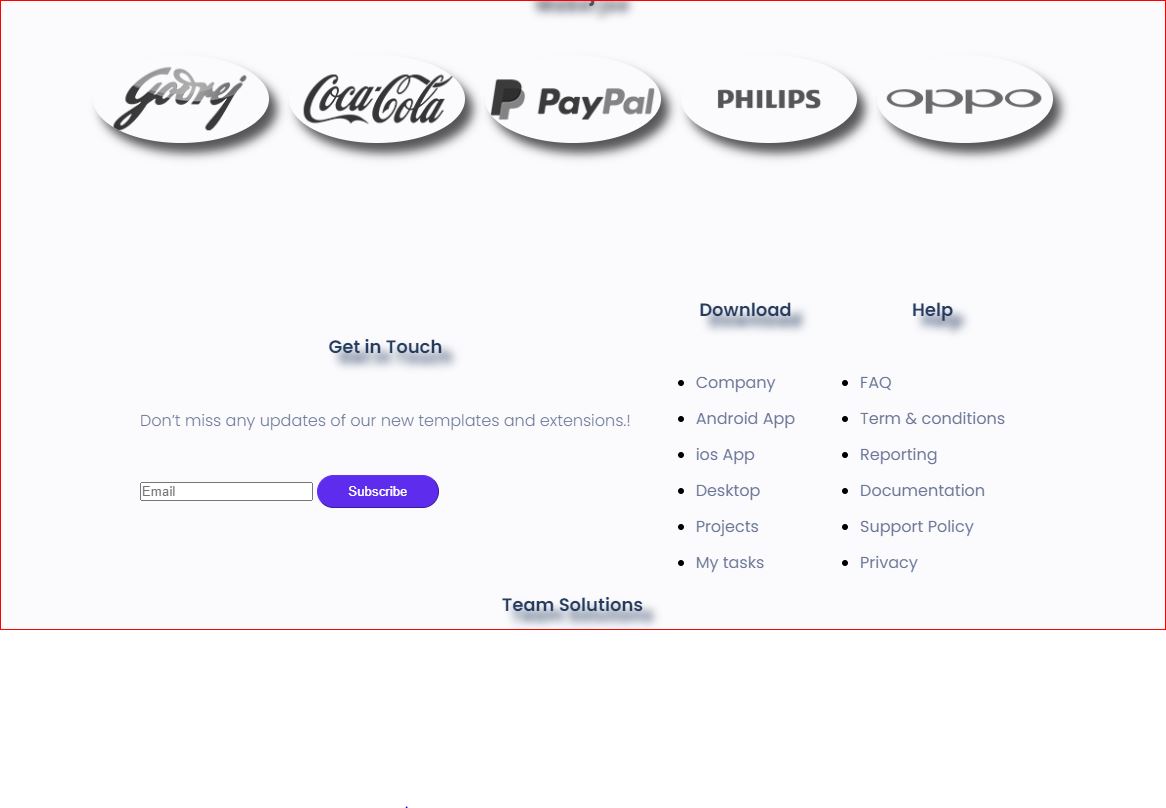 Godrej
Coca-Cola
PayPal
PHILIPS
oppo
Get in Touch
Don't miss any updates of our new templates and extensions.!
Email
Subscribe
Download
Company
Android App
ios App
Desktop
Projects
My tasks
Help
FAQ
Term & conditions
Reporting
Documentation
Support Policy
Privacy
Team Solutions